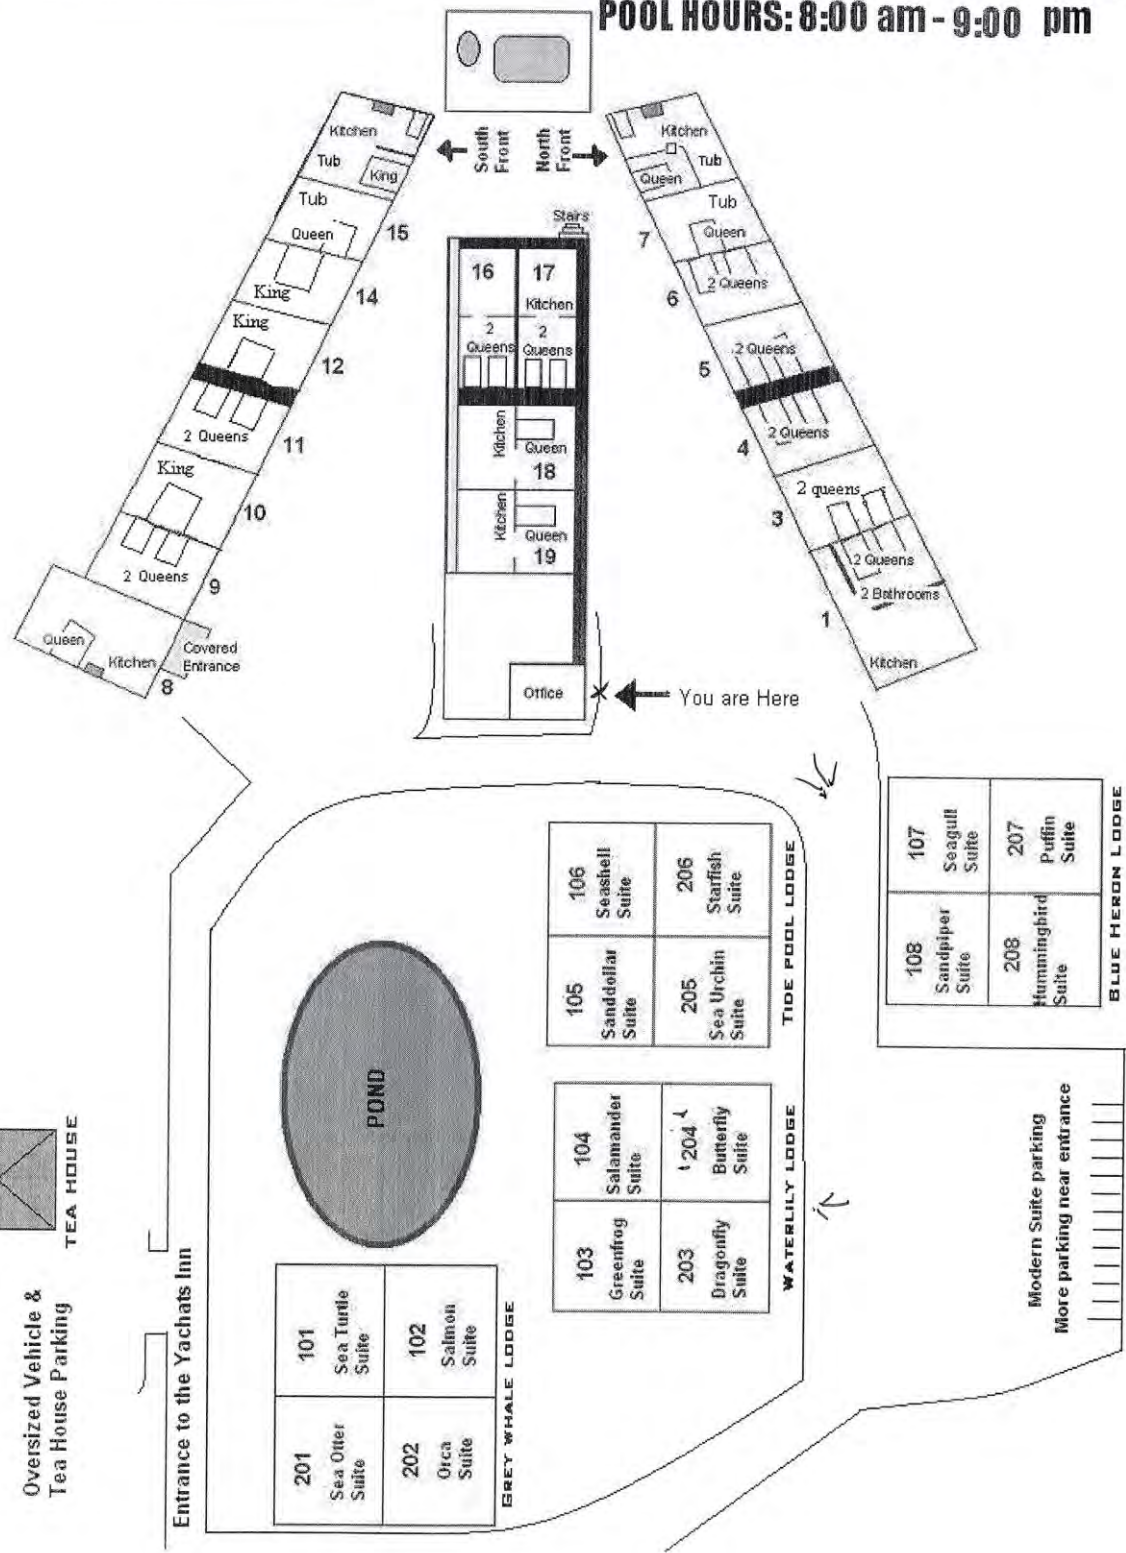 POOL HOURS: 8:00 am - 9:00 pm
South
Front
North
Front
Kitchen
Tub
King
Tub
Queen
15
King
14
King
12
2 Queens
11
King
10
2 Queens
9
Queen
Kitchen
8
Covered
Entrance
Stairs
16
17
Kitchen
2
Queens
2
Queens
Kitchen
Queen
18
Kitchen
Queen
19
Office
You are Here
Kitchen
Tub
Queen
Tub
7
Queen
6
2 Queens
5
2 Queens
4
2 Queens
3
2 queens
2 Queens
2 Bathrooms
1
Kitchen
107
Seagull
Suite
207
Puffin
Suite
108
Sandpiper
Suite
208
Hummingbird
Suite
BLUE HERON LODGE
106
Seashell
Suite
206
Starfish
Suite
105
Sanddollar
Suite
205
Sea Urchin
Suite
TIDE POOL LODGE
POND
104
Salamander
Suite
204
Butterfly
Suite
103
Greenfrog
Suite
203
Dragonfly
Suite
WATERLILY LODGE
101
Sea Turtle
Suite
102
Salmon
Suite
201
Sea Otter
Suite
202
Orca
Suite
GREY WHALE LODGE
TEA HOUSE
Oversized Vehicle &
Tea House Parking
Entrance to the Yachats Inn
Modern Suite parking
More parking near entrance